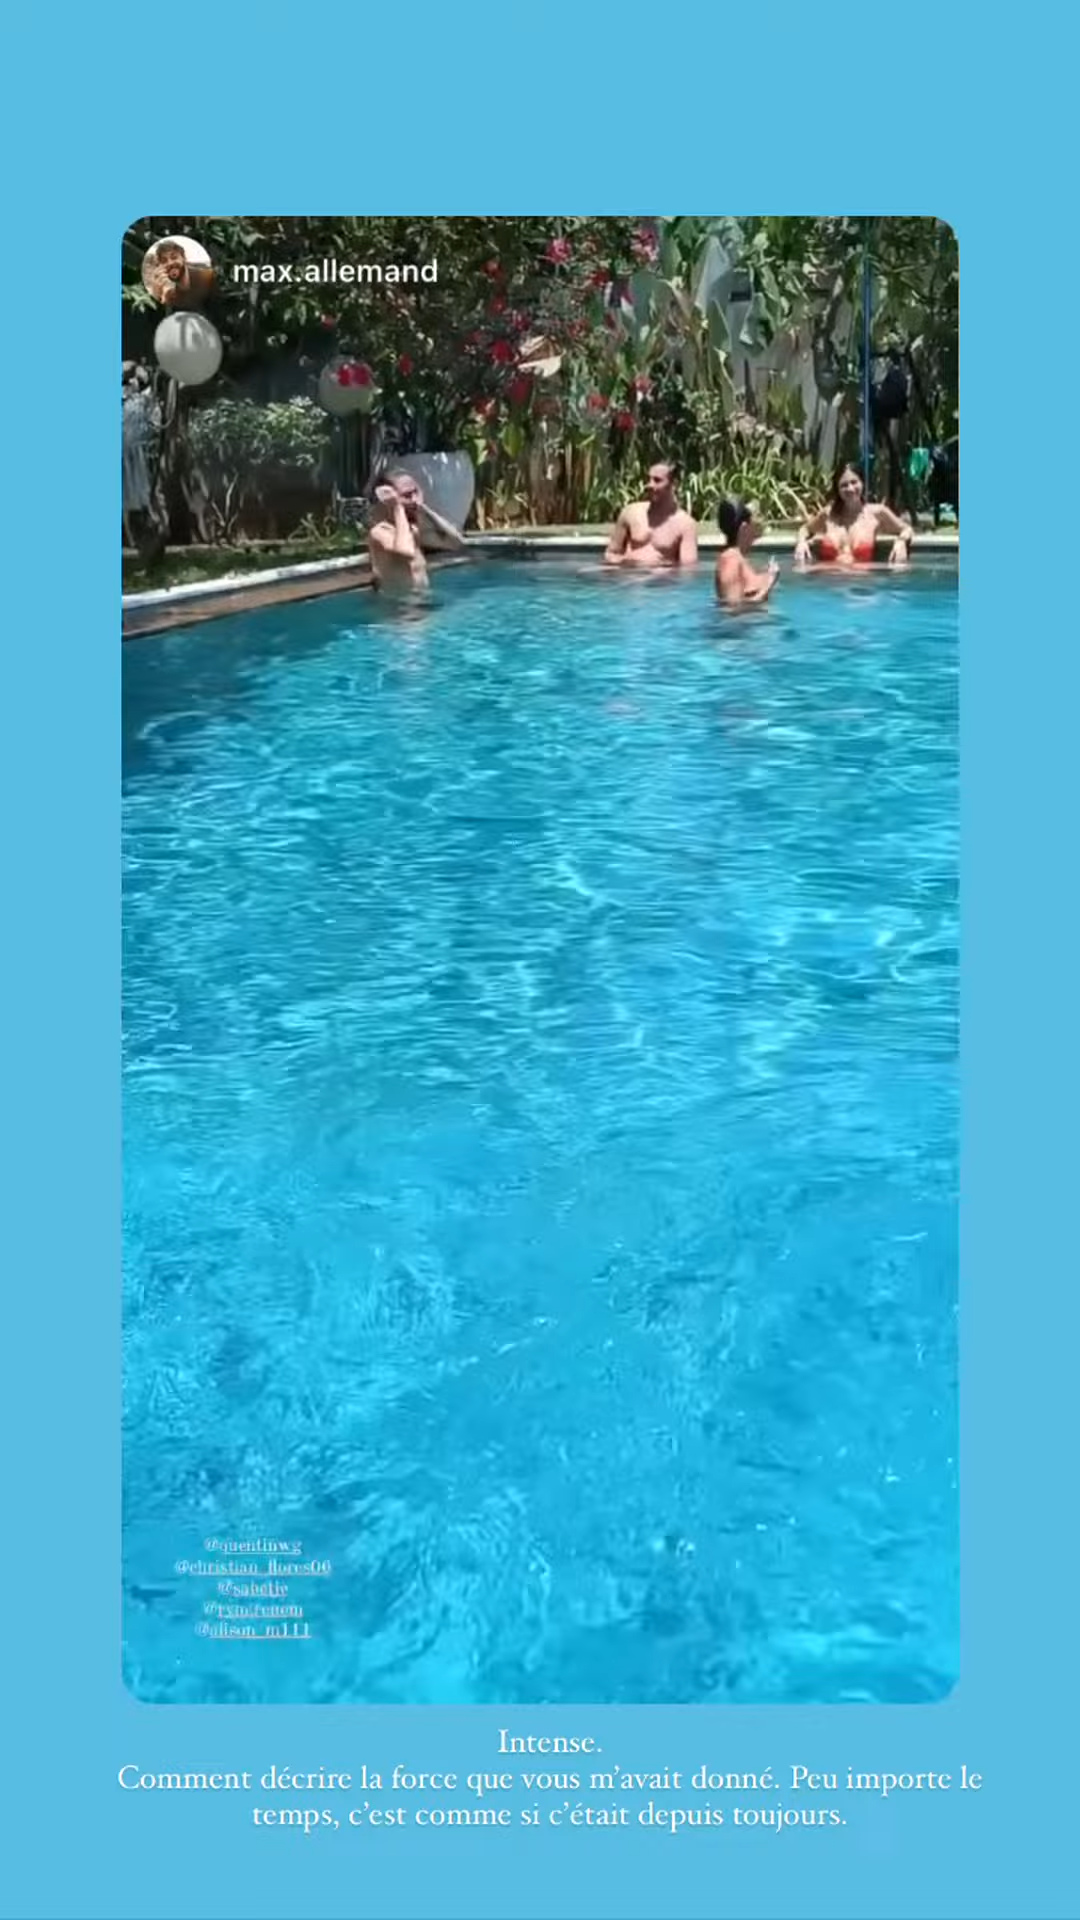 max.allemand
@quentinwg
@christian_flores06
@alison_m111
Intense.
Comment décrire la force que vous m’avait donné. Peu importe le
temps, c’est comme si c’était depuis toujours.